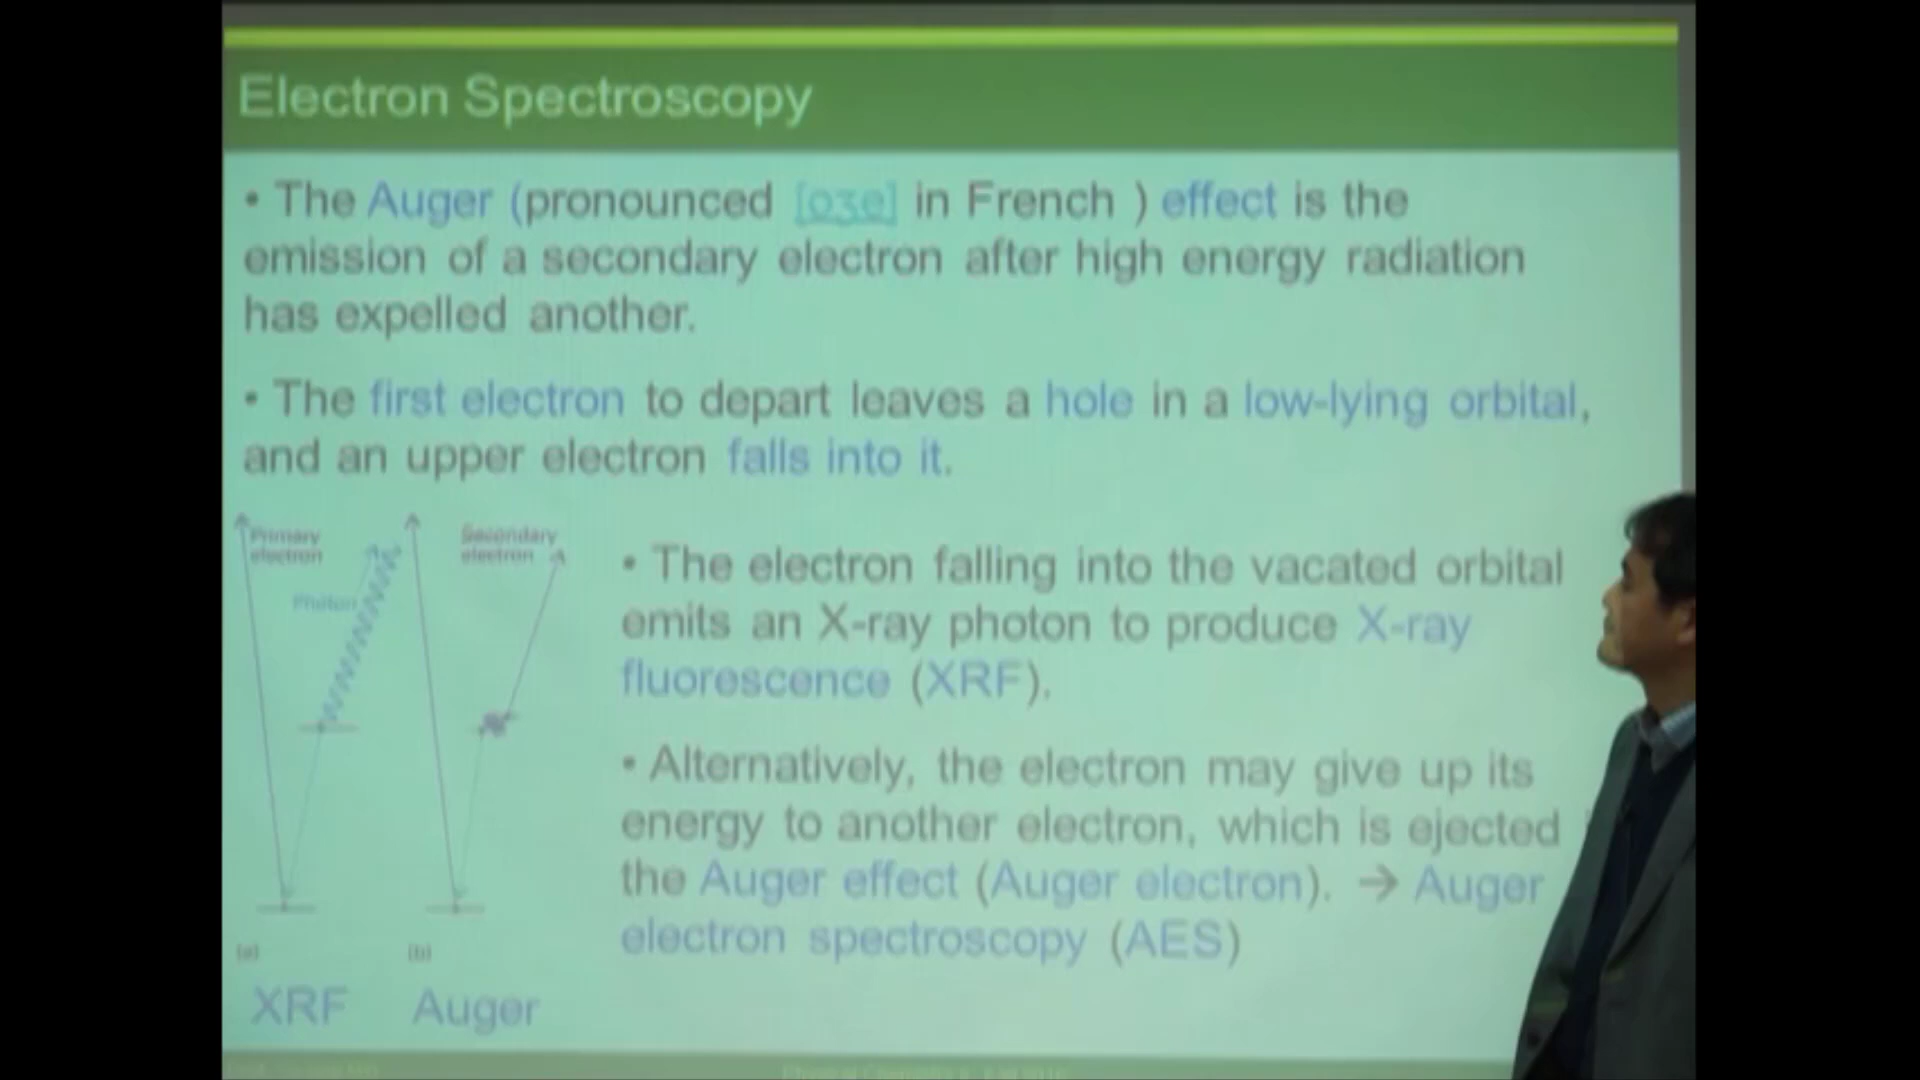 Electron Spectroscopy
• The Auger (pronounced [oʒe] in French ) effect is the
emission of a secondary electron after high energy radiation
has expelled another.
• The first electron to depart leaves a hole in a low-lying orbital,
and an upper electron falls into it.
Primary
electron
Photon
Secondary
electron
• The electron falling into the vacated orbital
emits an X-ray photon to produce X-ray
fluorescence (XRF).
• Alternatively, the electron may give up its
energy to another electron, which is ejected
the Auger effect (Auger electron). → Auger
electron spectroscopy (AES)
(a)
(b)
XRF
Auger